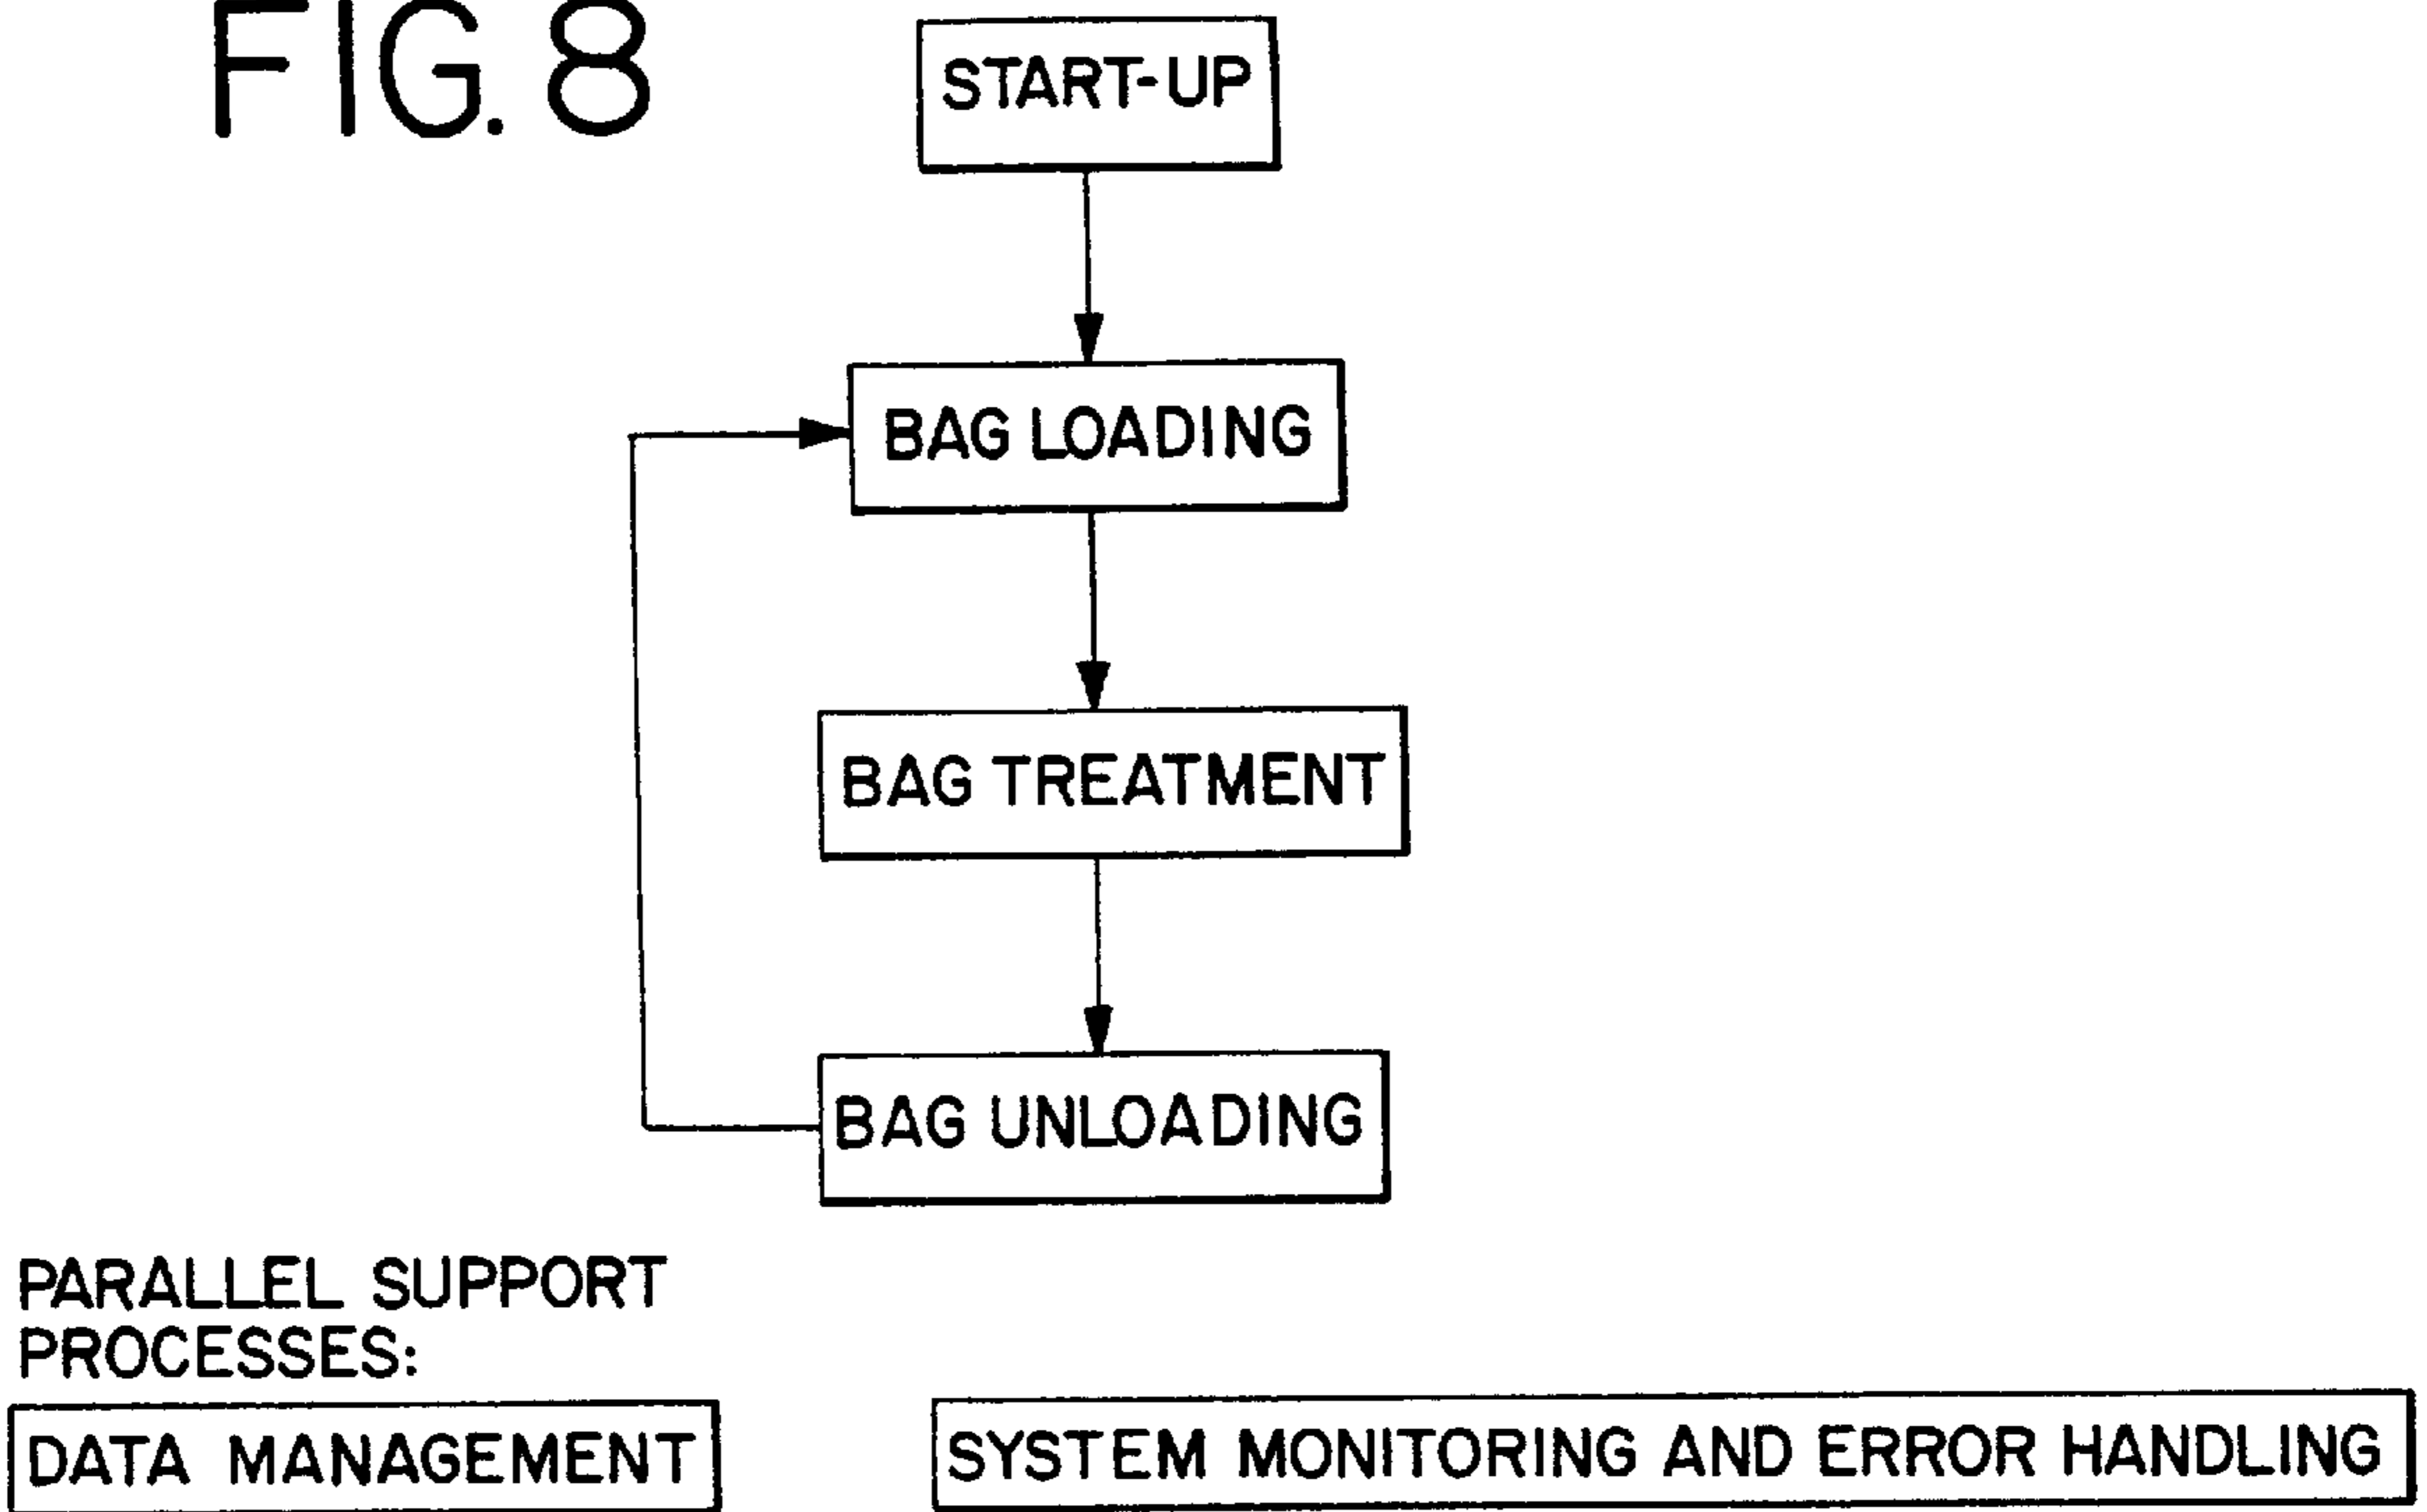 FIG. 8
START-UP
BAG LOADING
BAG TREATMENT
BAG UNLOADING
PARALLEL SUPPORT
PROCESSES:
DATA MANAGEMENT
SYSTEM MONITORING AND ERROR HANDLING